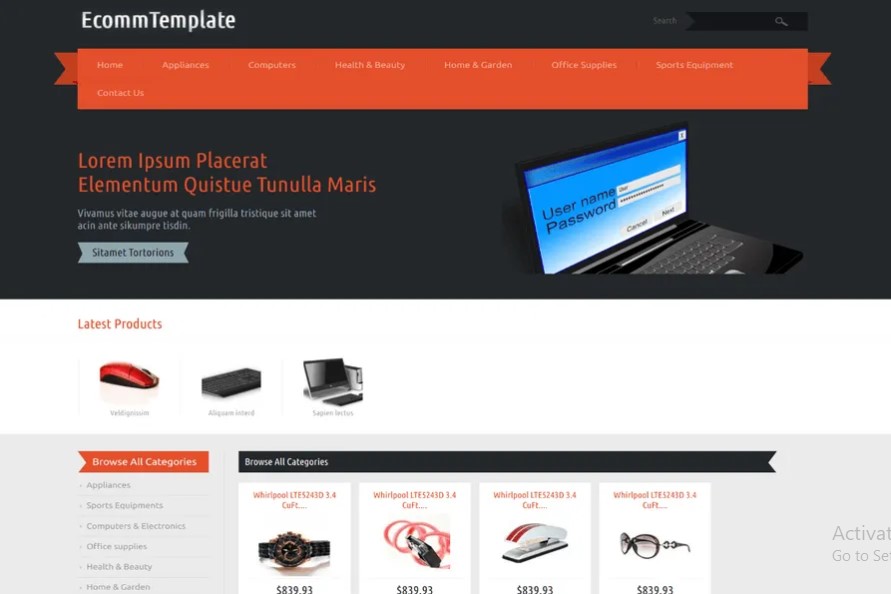 EcommTemplate
Search
Home Appliances Computers Health & Beauty Home & Garden Office Supplies Sports Equipment
Contact Us
Lorem Ipsum Placerat
Elementum Quistue Tunulla Maris
Vivamus vitae augue at quam frigilla tristique sit amet
acin ante sikumpre tisdin.
Sitamet Tortorions
User name User
Password
Cancel Next
Latest Products
Veldignissim Aliquam interd Sapien lectus
Browse All Categories
Appliances
Sports Equipments
Computers & Electronics
Office supplies
Health & Beauty
Home & Garden
Browse All Categories
Whirlpool LTE5243D 3.4
CuFt....
$839.93
Whirlpool LTE5243D 3.4
CuFt....
$839.93
Whirlpool LTE5243D 3.4
CuFt....
$839.93
Whirlpool LTE5243D 3.4
CuFt....
$839.93
Activat
Go to Set